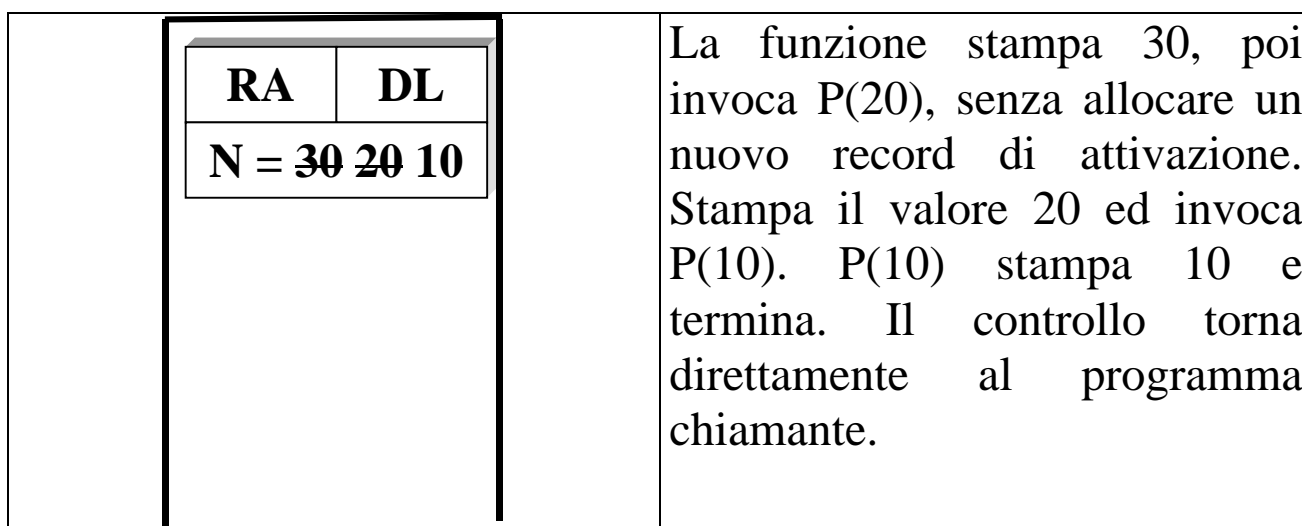 RA DL
N = 30 20 10
La funzione stampa 30, poi
invoca P(20), senza allocare un
nuovo record di attivazione.
Stampa il valore 20 ed invoca
P(10). P(10) stampa 10 e
termina. Il controllo torna
direttamente al programma
chiamante.